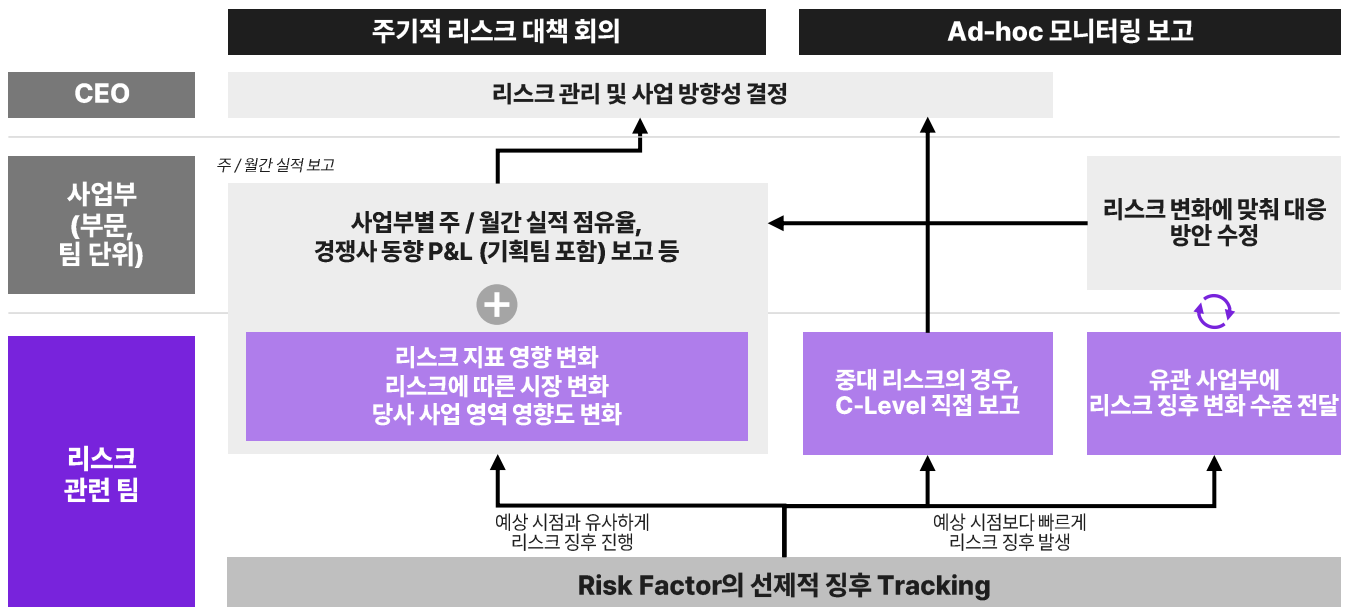 주기적 리스크 대책 회의
Ad-hoc 모니터링 보고
CEO
리스크 관리 및 사업 방향성 결정
사업부
(부문,
팀 단위)
주 / 월간 실적 보고
사업부별 주 / 월간 실적 점유율,
경쟁사 동향 P&L (기획팀 포함) 보고 등
리스크 변화에 맞춰 대응
방안 수정
리스크
관련 팀
리스크 지표 영향 변화
리스크에 따른 시장 변화
당사 사업 영역 영향도 변화
중대 리스크의 경우,
C-Level 직접 보고
유관 사업부에
리스크 징후 변화 수준 전달
예상 시점과 유사하게
리스크 징후 진행
예상 시점보다 빠르게
리스크 징후 발생
Risk Factor의 선제적 징후 Tracking